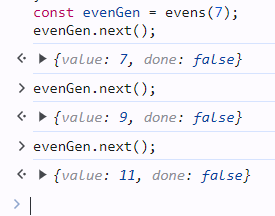 const evenGen = evens(7);
evenGen.next();
{value: 7, done: false}
evenGen.next();
{value: 9, done: false}
evenGen.next();
{value: 11, done: false}